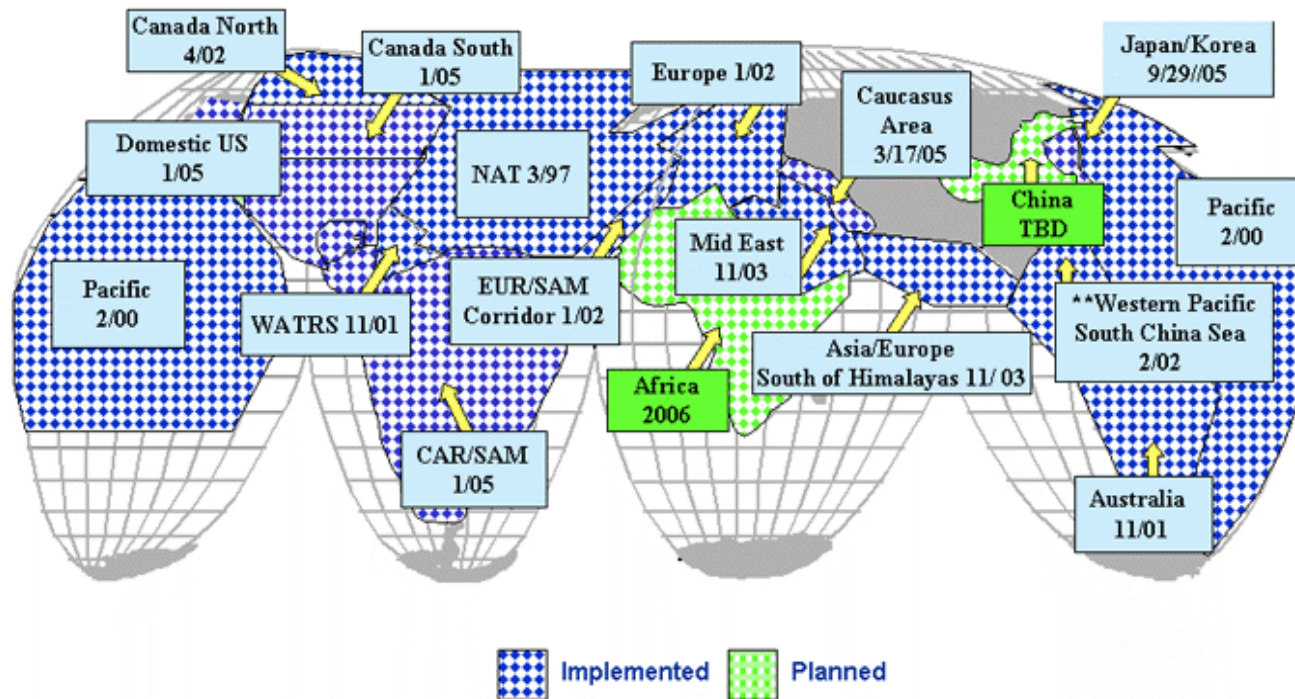 Canada North
4/02
Canada South
1/05
Europe 1/02
Japan/Korea
9/29//05
Caucasus
Area
3/17/05
Domestic US
1/05
NAT 3/97
China
TBD
Pacific
2/00
Mid East
11/03
Pacific
2/00
WATRS 11/01
EUR/SAM
Corridor 1/02
**Western Pacific
South China Sea
2/02
Asia/Europe
South of Himalayas 11/ 03
Africa
2006
CAR/SAM
1/05
Australia
11/01
Implemented
Planned